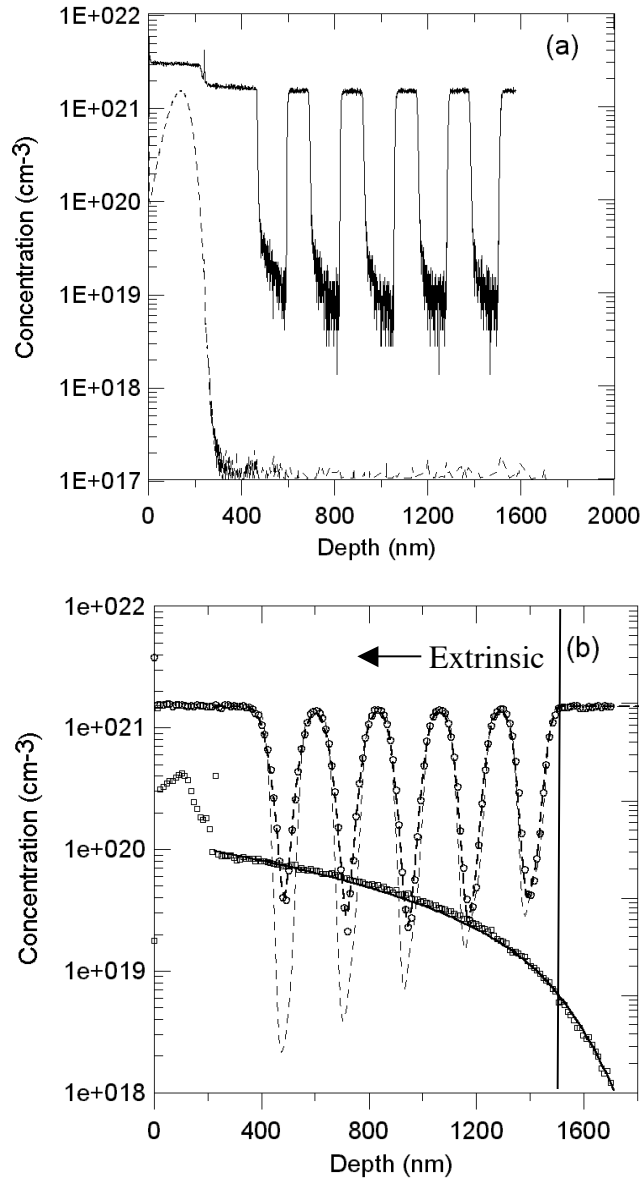 (a)
1E+022
1E+021
1E+020
1E+019
1E+018
1E+017
Concentration (cm-3)
0 400 800 1200 1600 2000
Depth (nm)
(b)
Extrinsic
1e+022
1e+021
1e+020
1e+019
1e+018
Concentration (cm-3)
0 400 800 1200 1600
Depth (nm)